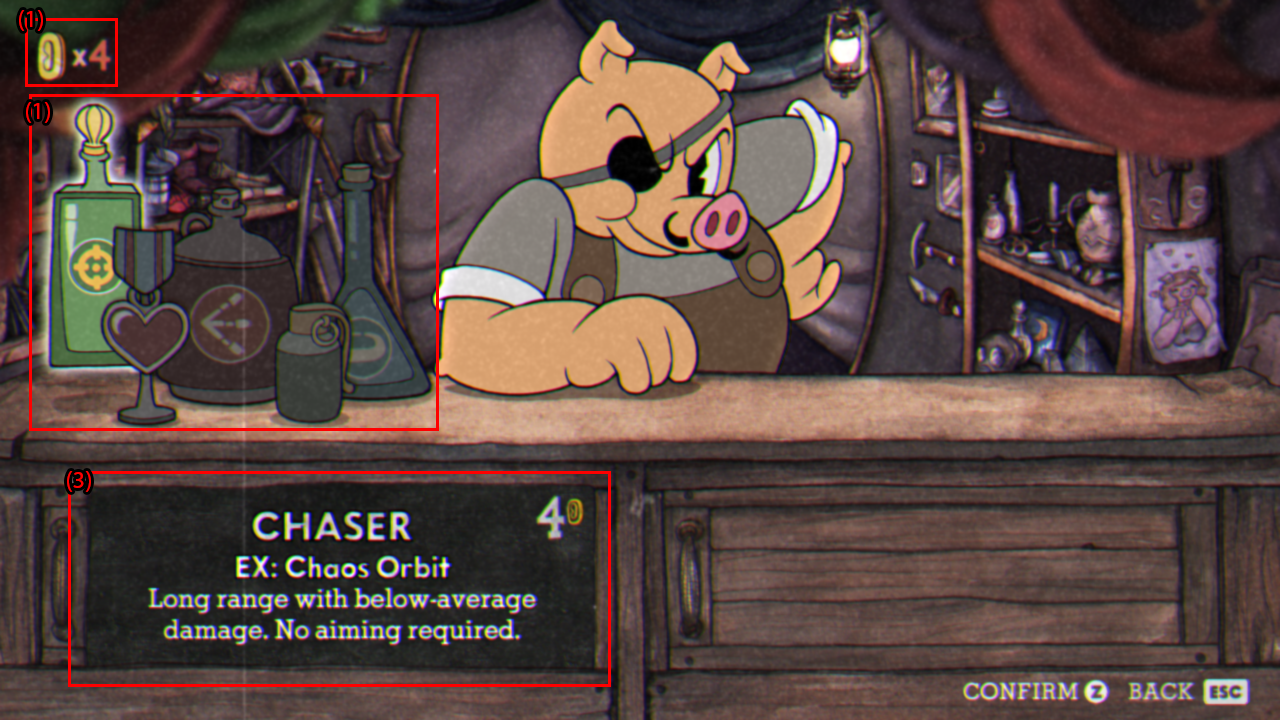 (1)
x4
(1)
(3)
CHASER
4
EX: Chaos Orbit
Long range with below-average
damage. No aiming required.
CONFIRM Z BACK ESC